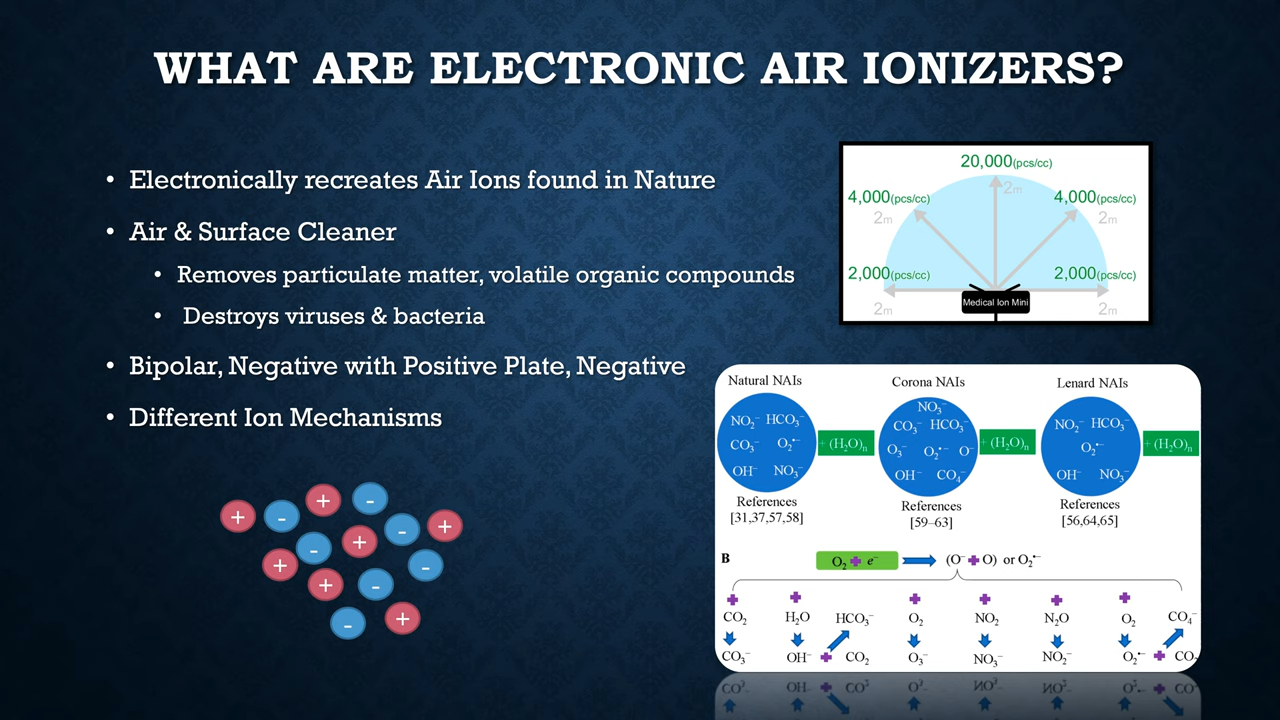 WHAT ARE ELECTRONIC AIR IONIZERS?
• Electronically recreates Air Ions found in Nature
• Air & Surface Cleaner
• Removes particulate matter, volatile organic compounds
• Destroys viruses & bacteria
• Bipolar, Negative with Positive Plate, Negative
• Different Ion Mechanisms
20,000(pcs/cc)
2m
4,000(pcs/cc) 4,000(pcs/cc)
2m 2m
2,000(pcs/cc) 2,000(pcs/cc)
Medical Ion Mini
2m 2m
Natural NAIs Corona NAIs Lenard NAIs
NO₂⁻ HCO₃⁻
CO₃⁻ O₂•⁻
OH⁻ NO₃⁻
+ (H₂O)n
NO₃⁻
CO₃⁻ HCO₃⁻
O₃⁻ O₂•⁻ O⁻
OH⁻ CO₄⁻
+ (H₂O)n
NO₂⁻ HCO₃⁻
O₂•⁻
OH⁻ NO₃⁻
+ (H₂O)n
References References References
[31,37,57,58] [59–63] [56,64,65]
B
O₂ + e⁻ (O⁻ + O) or O₂•⁻
+ + + + + + 
CO₂ H₂O HCO₃⁻ O₂ NO₂ N₂O O₂ CO₄⁻
CO₃⁻ OH⁻ + CO₂ O₃⁻ NO₃⁻ NO₂⁻ O₂•⁻ + CO
+ - + - - + + - + - + - - +